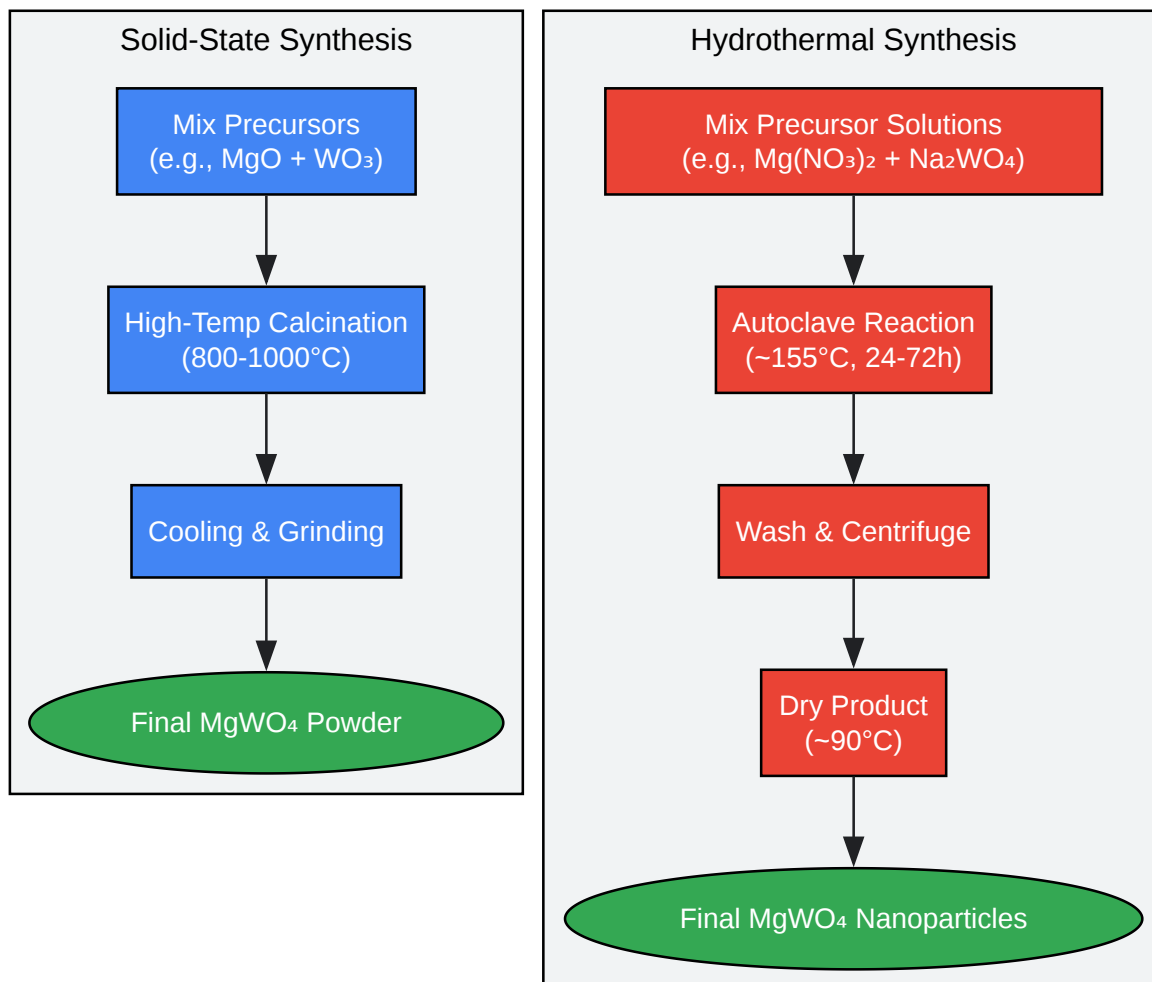 Solid-State Synthesis
Mix Precursors
(e.g., MgO + WO₃)
High-Temp Calcination
(800-1000°C)
Cooling & Grinding
Final MgWO₄ Powder
Hydrothermal Synthesis
Mix Precursor Solutions
(e.g., Mg(NO₃)₂ + Na₂WO₄)
Autoclave Reaction
(~155°C, 24-72h)
Wash & Centrifuge
Dry Product
(~90°C)
Final MgWO₄ Nanoparticles